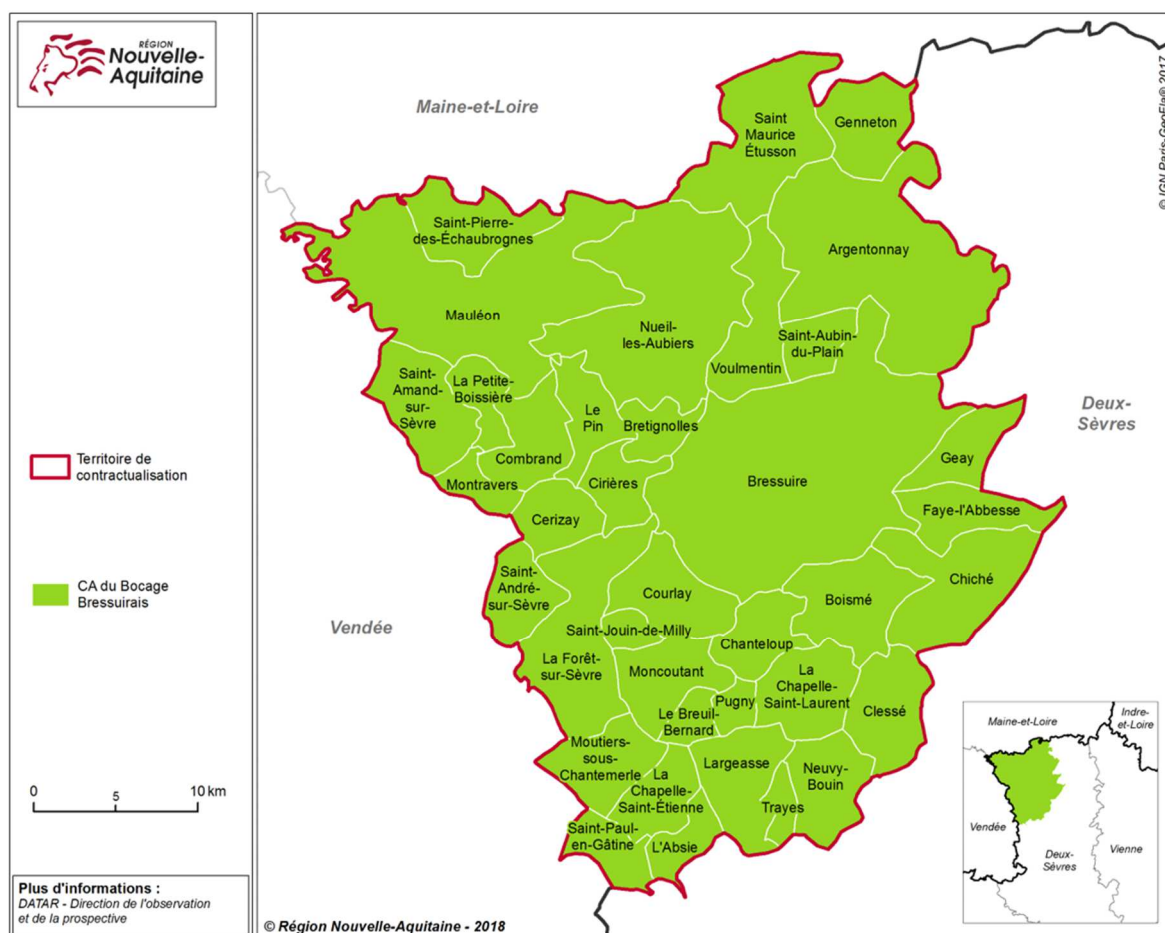 RÉGION
Nouvelle-
Aquitaine
Territoire de
contractualisation
CA du Bocage
Bressuirais
0 5 10 km
Plus d'informations :
DATAR - Direction de l'observation
et de la prospective
Maine-et-Loire
Saint
Maurice
Étusson
Genneton
© IGN Paris-GeoFla® 2017
Saint-Pierre-
des-Échaubrognes
Argentonnay
Mauléon
Nueil-
les-Aubiers
Saint-Aubin-
du-Plain
Voulmentin
Saint-
Amand-
sur-
Sèvre
La Petite-
Boissière
Le
Pin
Bretignolles
Deux-
Sèvres
Combrand
Geay
Montravers
Cirières
Bressuire
Cerizay
Faye-l'Abbesse
Saint-
André-
sur-Sèvre
Chiché
Courlay
Boismé
Vendée
Saint-Jouin-de-Milly
Chanteloup
La Forêt-
sur-Sèvre
Moncoutant
La
Chapelle-
Saint-Laurent
Pugny
Clessé
Le Breuil-
Bernard
Moutiers-
sous-
Chantemerle
Largeasse
Neuvy-
Bouin
La
Chapelle-
Saint-Étienne
Trayes
Saint-Paul-
en-Gâtine
L'Absie
© Région Nouvelle-Aquitaine - 2018
Maine-et-Loire
Indre-
et-Loire
Vendée
Deux-
Sèvres
Vienne